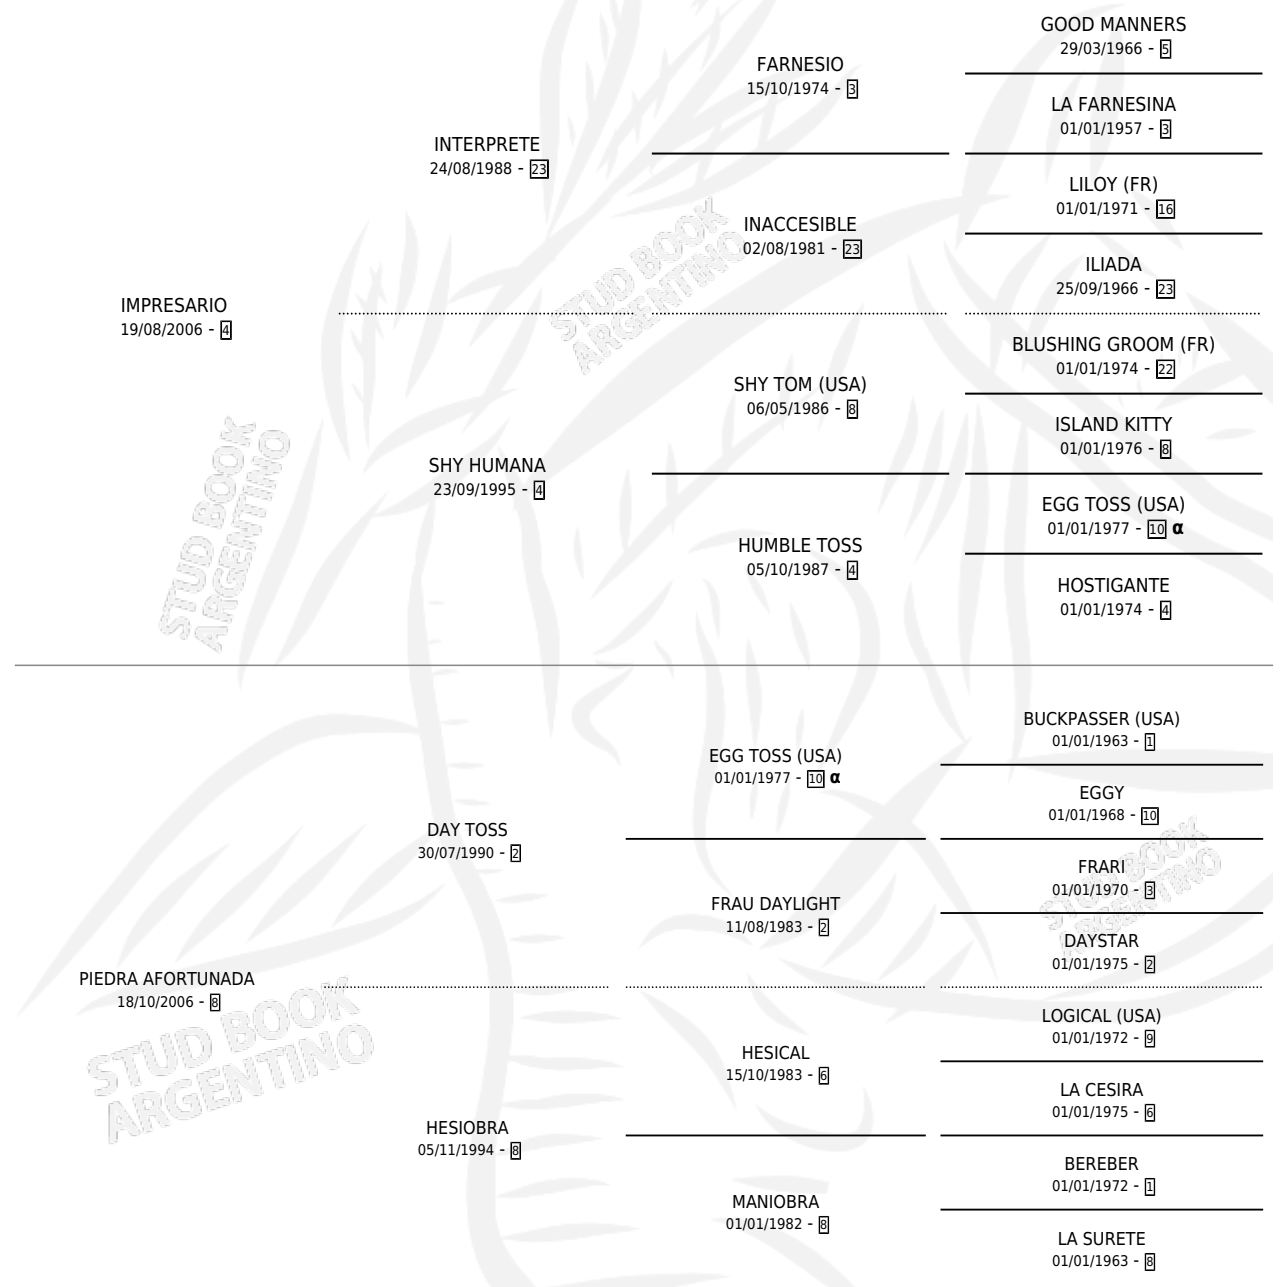 GOOD MANNERS
29/03/1966 - 5
FARNESIO
15/10/1974 - 3
LA FARNESINA
01/01/1957 - 3
INTERPRETE
24/08/1988 - 23
LILOY (FR)
01/01/1971 - 16
INACCESIBLE
02/08/1981 - 23
ILIADA
25/09/1966 - 23
IMPRESARIO
19/08/2006 - 4
BLUSHING GROOM (FR)
01/01/1974 - 22
SHY TOM (USA)
06/05/1986 - 8
ISLAND KITTY
01/01/1976 - 8
SHY HUMANA
23/09/1995 - 4
EGG TOSS (USA)
01/01/1977 - 10 α
HUMBLE TOSS
05/10/1987 - 4
HOSTIGANTE
01/01/1974 - 4
BUCKPASSER (USA)
01/01/1963 - 1
EGG TOSS (USA)
01/01/1977 - 10 α
EGGY
01/01/1968 - 10
DAY TOSS
30/07/1990 - 2
FRARI
01/01/1970 - 3
FRAU DAYLIGHT
11/08/1983 - 2
DAYSTAR
01/01/1975 - 2
PIEDRA AFORTUNADA
18/10/2006 - 8
LOGICAL (USA)
01/01/1972 - 9
HESICAL
15/10/1983 - 6
LA CESIRA
01/01/1975 - 6
HESIOBRA
05/11/1994 - 8
BEREBER
01/01/1972 - 1
MANIOBRA
01/01/1982 - 8
LA SURETE
01/01/1963 - 8
STUD BOOK
ARGENTINO
STUD BOOK
ARGENTINO
STUD BOOK
ARGENTINO
STUD BOOK
ARGENTINO